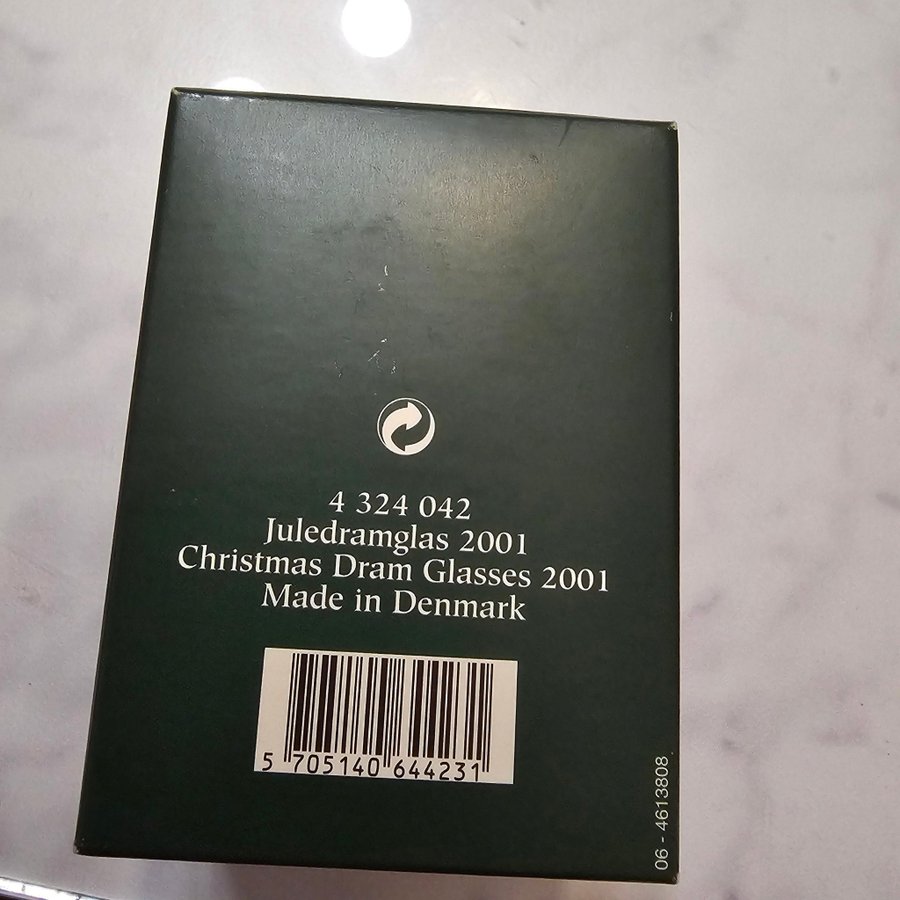 4 324 042
Juledramglas 2001
Christmas Dram Glasses 2001
Made in Denmark
5 705140 644231
06 - 4613808